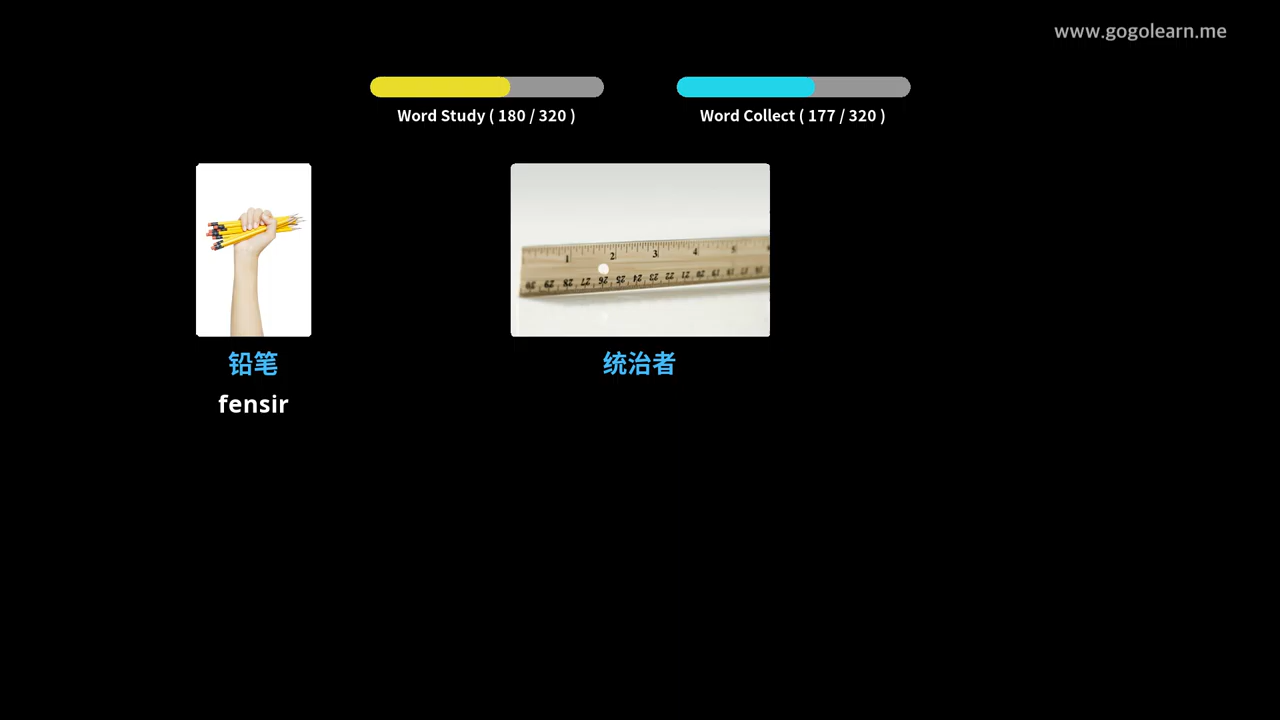 www.gogolearn.me
Word Study ( 180 / 320 )
Word Collect ( 177 / 320 )
铅笔
统治者
fensir